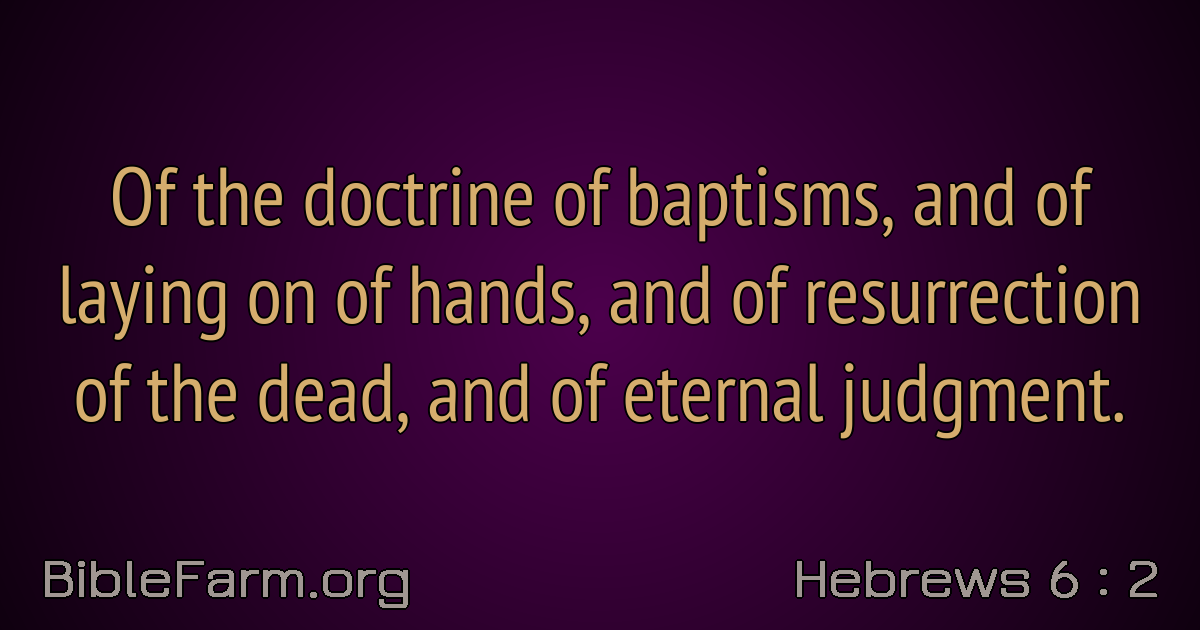 Of the doctrine of baptisms, and of
laying on of hands, and of resurrection
of the dead, and of eternal judgment.
BibleFarm.org
Hebrews 6 : 2